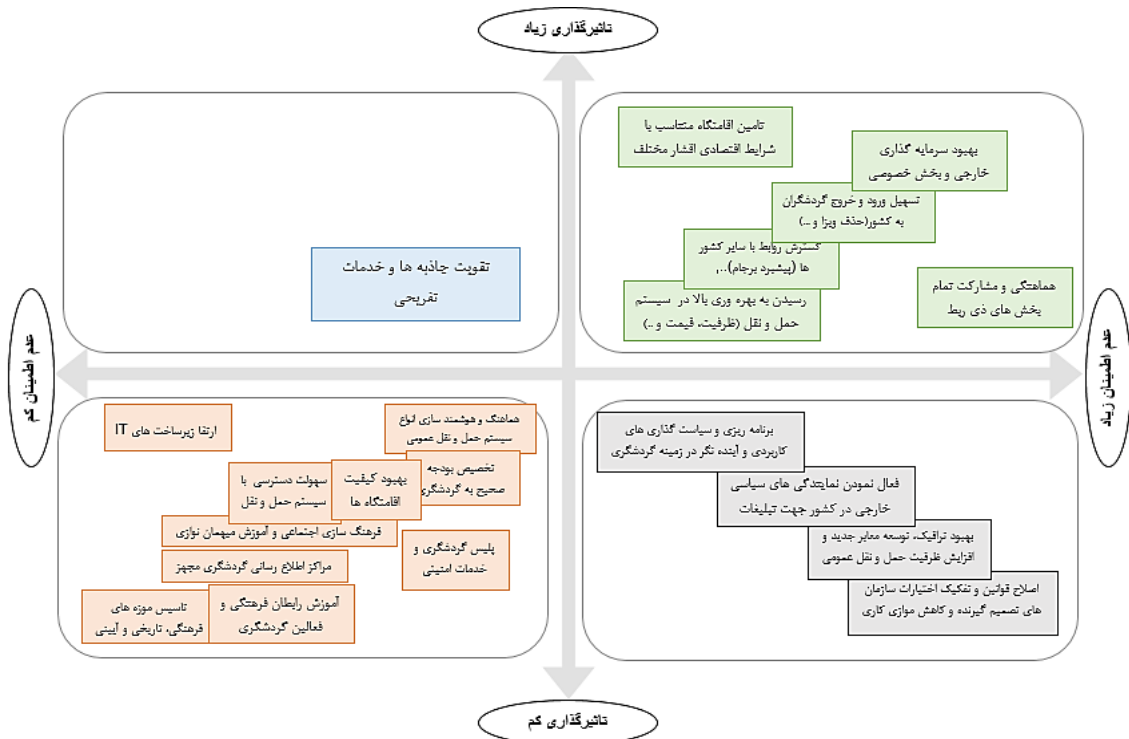 تاثیرگذاری زیاد
تامین اقامتگاه متناسب با
شرایط اقتصادی اقشار مختلف
بهبود سرمایه گذاری
خارجی و بخش خصوصی
تسهیل ورود و خروج گردشگران
به کشور(حذف ویزا و ...)
گسترش روابط با سایر کشور
ها (پیشبرد برجام)..,
رسیدن به بهره وری بالا در سیستم
حمل و نقل (ظرفیت، قیمت و ..)
هماهنگی و مشارکت تمام
بخش های ذی ربط
تقویت جاذبه ها و خدمات
تفریحی
عدم اطمینان زیاد
عدم اطمینان کم
برنامه ریزی و سیاست گذاری های
کاربردی و آینده نگر در زمینه گردشگری
فعال نمودن نمایندگی های سیاسی
خارجی در کشور جهت تبلیغات
بهبود ترافیک، توسعه معابر جدید و
افزایش ظرفیت حمل و نقل عمومی
اصلاح قوانین و تفکیک اختیارات سازمان
های تصمیم گیرنده و کاهش موازی کاری
هماهنگ و هوشمند سازی انواع
سیستم حمل و نقل عمومی
ارتقا زیرساخت های IT
تخصیص بودجه
صحیح به گردشگری
بهبود کیفیت
اقامتگاه ها
سهولت دسترسی با
سیستم حمل و نقل
فرهنگ سازی اجتماعی و آموزش میهمان نوازی
پلیس گردشگری و
خدمات امنیتی
مراکز اطلاع رسانی گردشگری مجهز
آموزش رابطان فرهنگی و
فعالین گردشگری
تاسیس موزه های
فرهنگی، تاریخی و آیینی
تاثیرگذاری کم